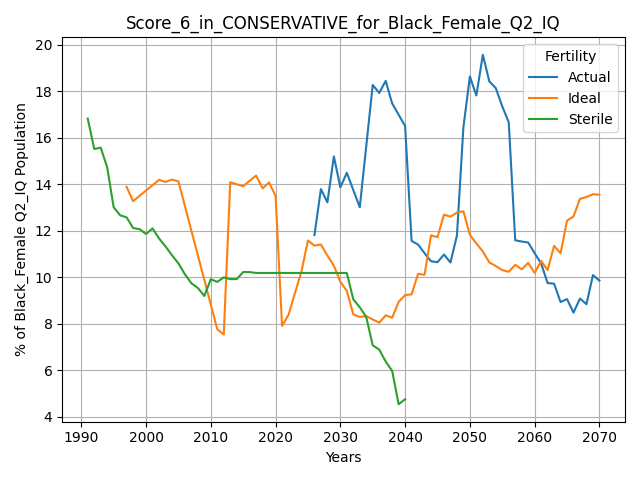 Score_6_in_CONSERVATIVE_for_Black_Female_Q2_IQ
% of Black_Female Q2_IQ Population
20
18
16
14
12
10
8
6
4
Fertility
Actual
Ideal
Sterile
1990 2000 2010 2020 2030 2040 2050 2060 2070
Years